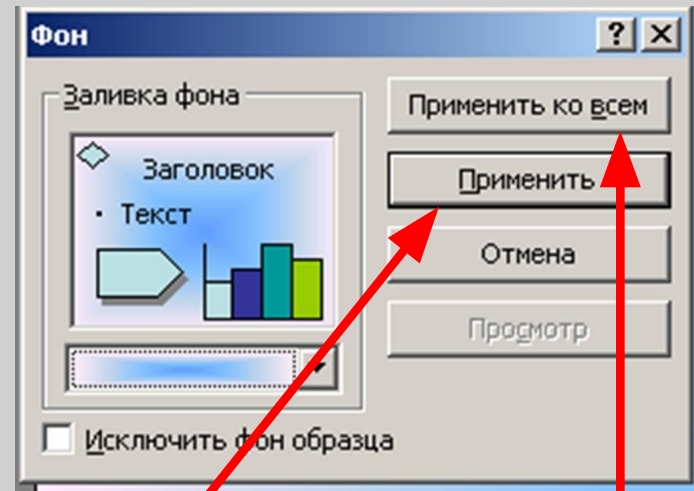 Фон
Заливка фона
Заголовок
• Текст
Применить ко всем
Применить
Отмена
Просмотр
Исключить фон образца